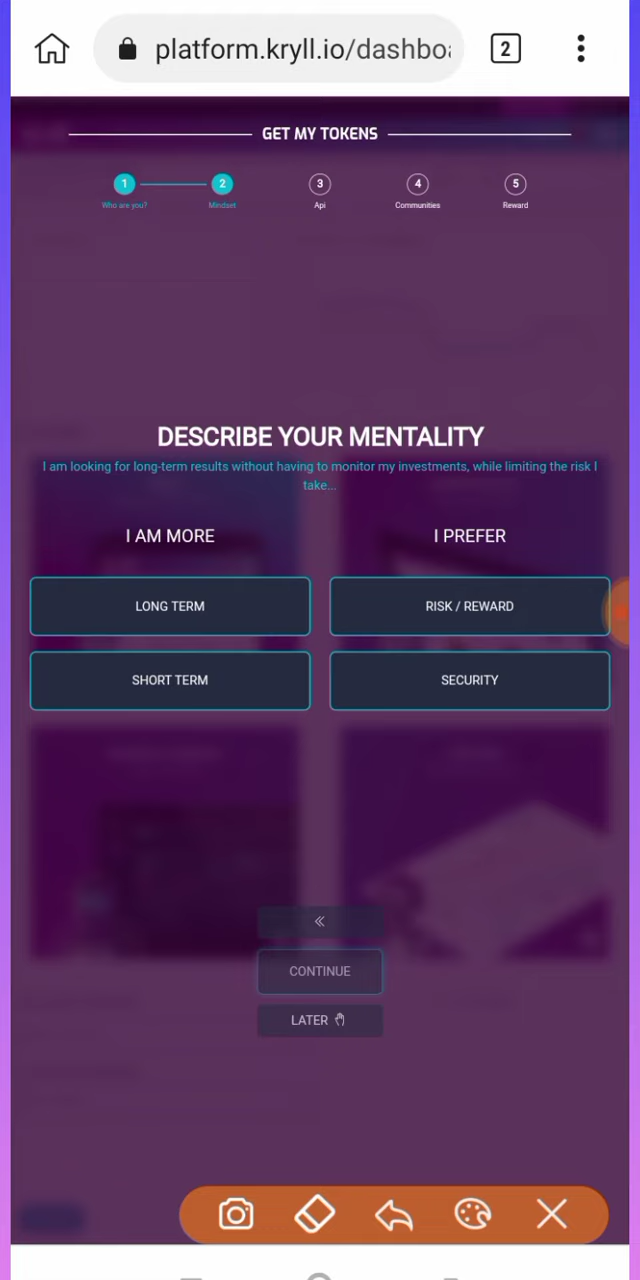 platform.kryll.io/dashboa
2
GET MY TOKENS
1 2 3 4 5
Who are you? Mindset Api Communities Reward
DESCRIBE YOUR MENTALITY
I am looking for long-term results without having to monitor my investments, while limiting the risk I
take...
I AM MORE I PREFER
LONG TERM RISK / REWARD
SHORT TERM SECURITY
CONTINUE
LATER